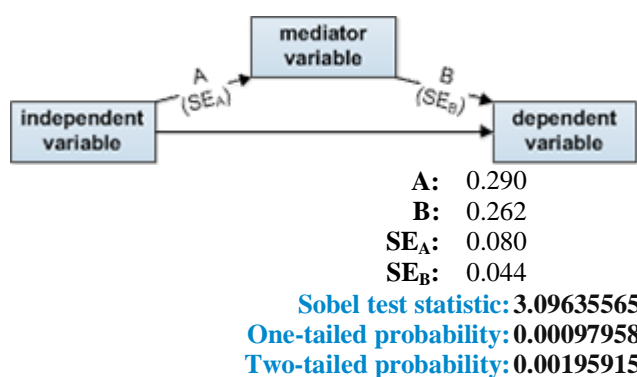 mediator
variable
A
(SEA)
B
(SEB)
independent
variable
dependent
variable
A: 0.290
B: 0.262
SEA: 0.080
SEB: 0.044
Sobel test statistic: 3.09635565
One-tailed probability: 0.00097958
Two-tailed probability: 0.00195915